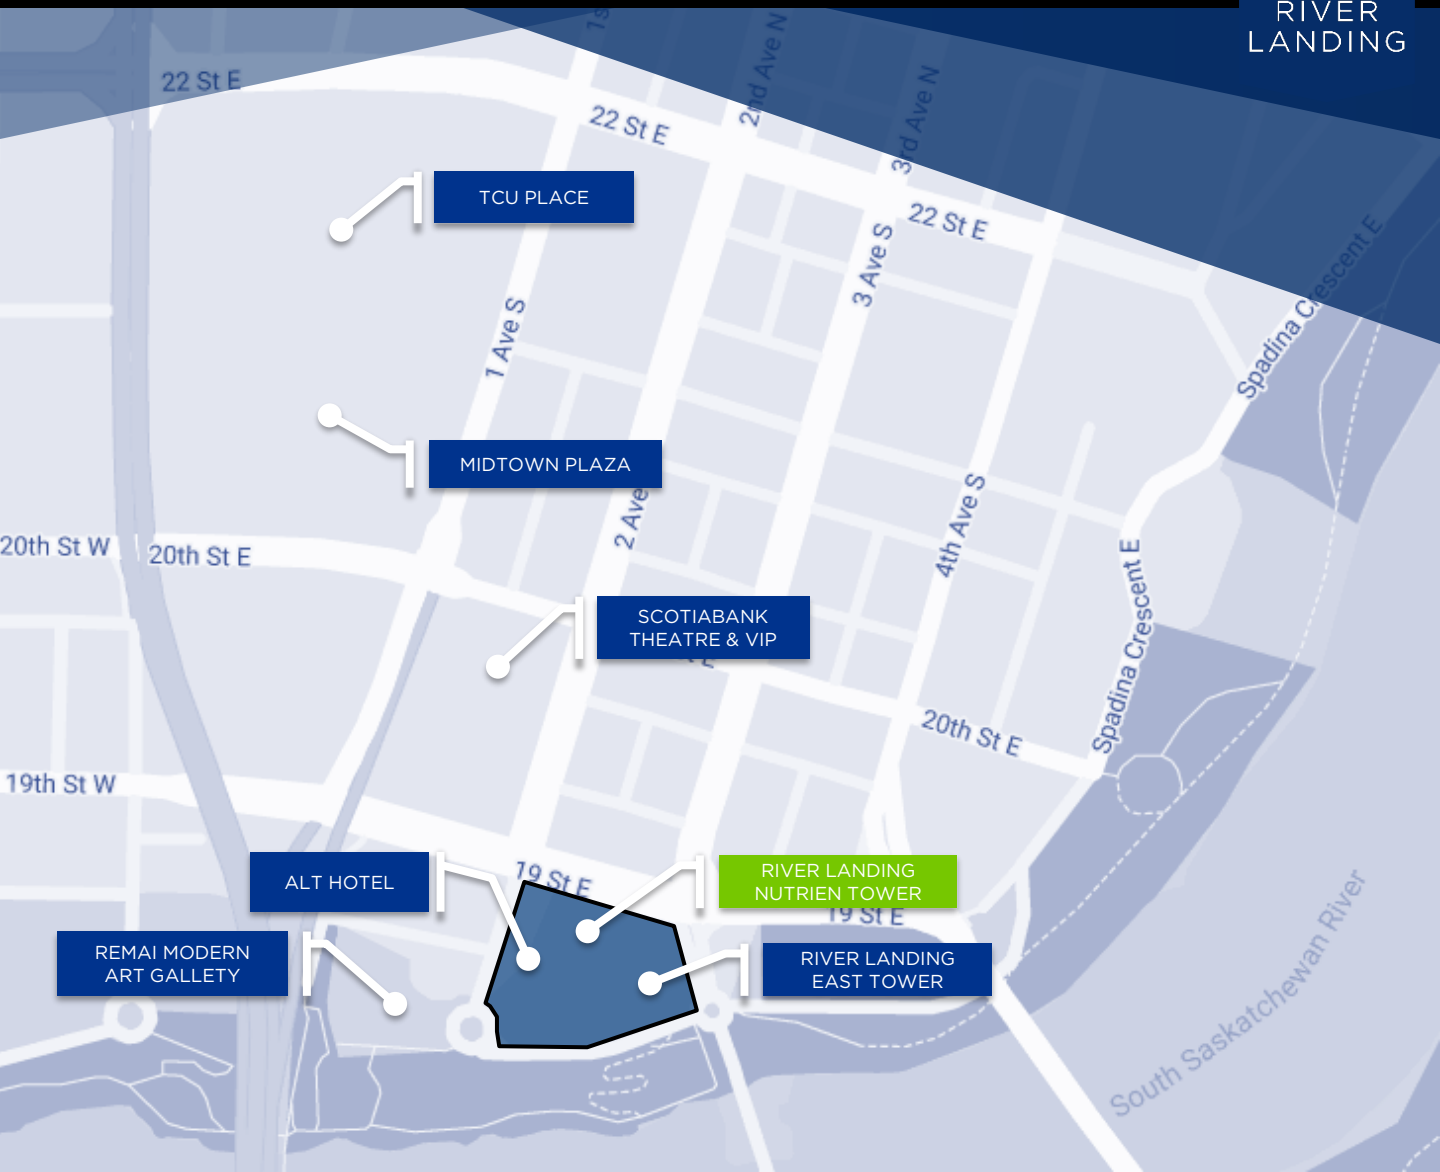 RIVER
LANDING
22 St E
1s
2nd Ave N
3rd Ave N
22 St E
TCU PLACE
22 St E
3 Ave S
Spadina Crescent E
1 Ave S
MIDTOWN PLAZA
2 Ave
4th Ave S
20th St W
20th St E
Spadina Crescent E
SCOTIABANK
THEATRE & VIP
20th St E
19th St W
19 St E
ALT HOTEL
RIVER LANDING
NUTRIEN TOWER
19 St E
REMAI MODERN
ART GALLETY
RIVER LANDING
EAST TOWER
South Saskatchewan River